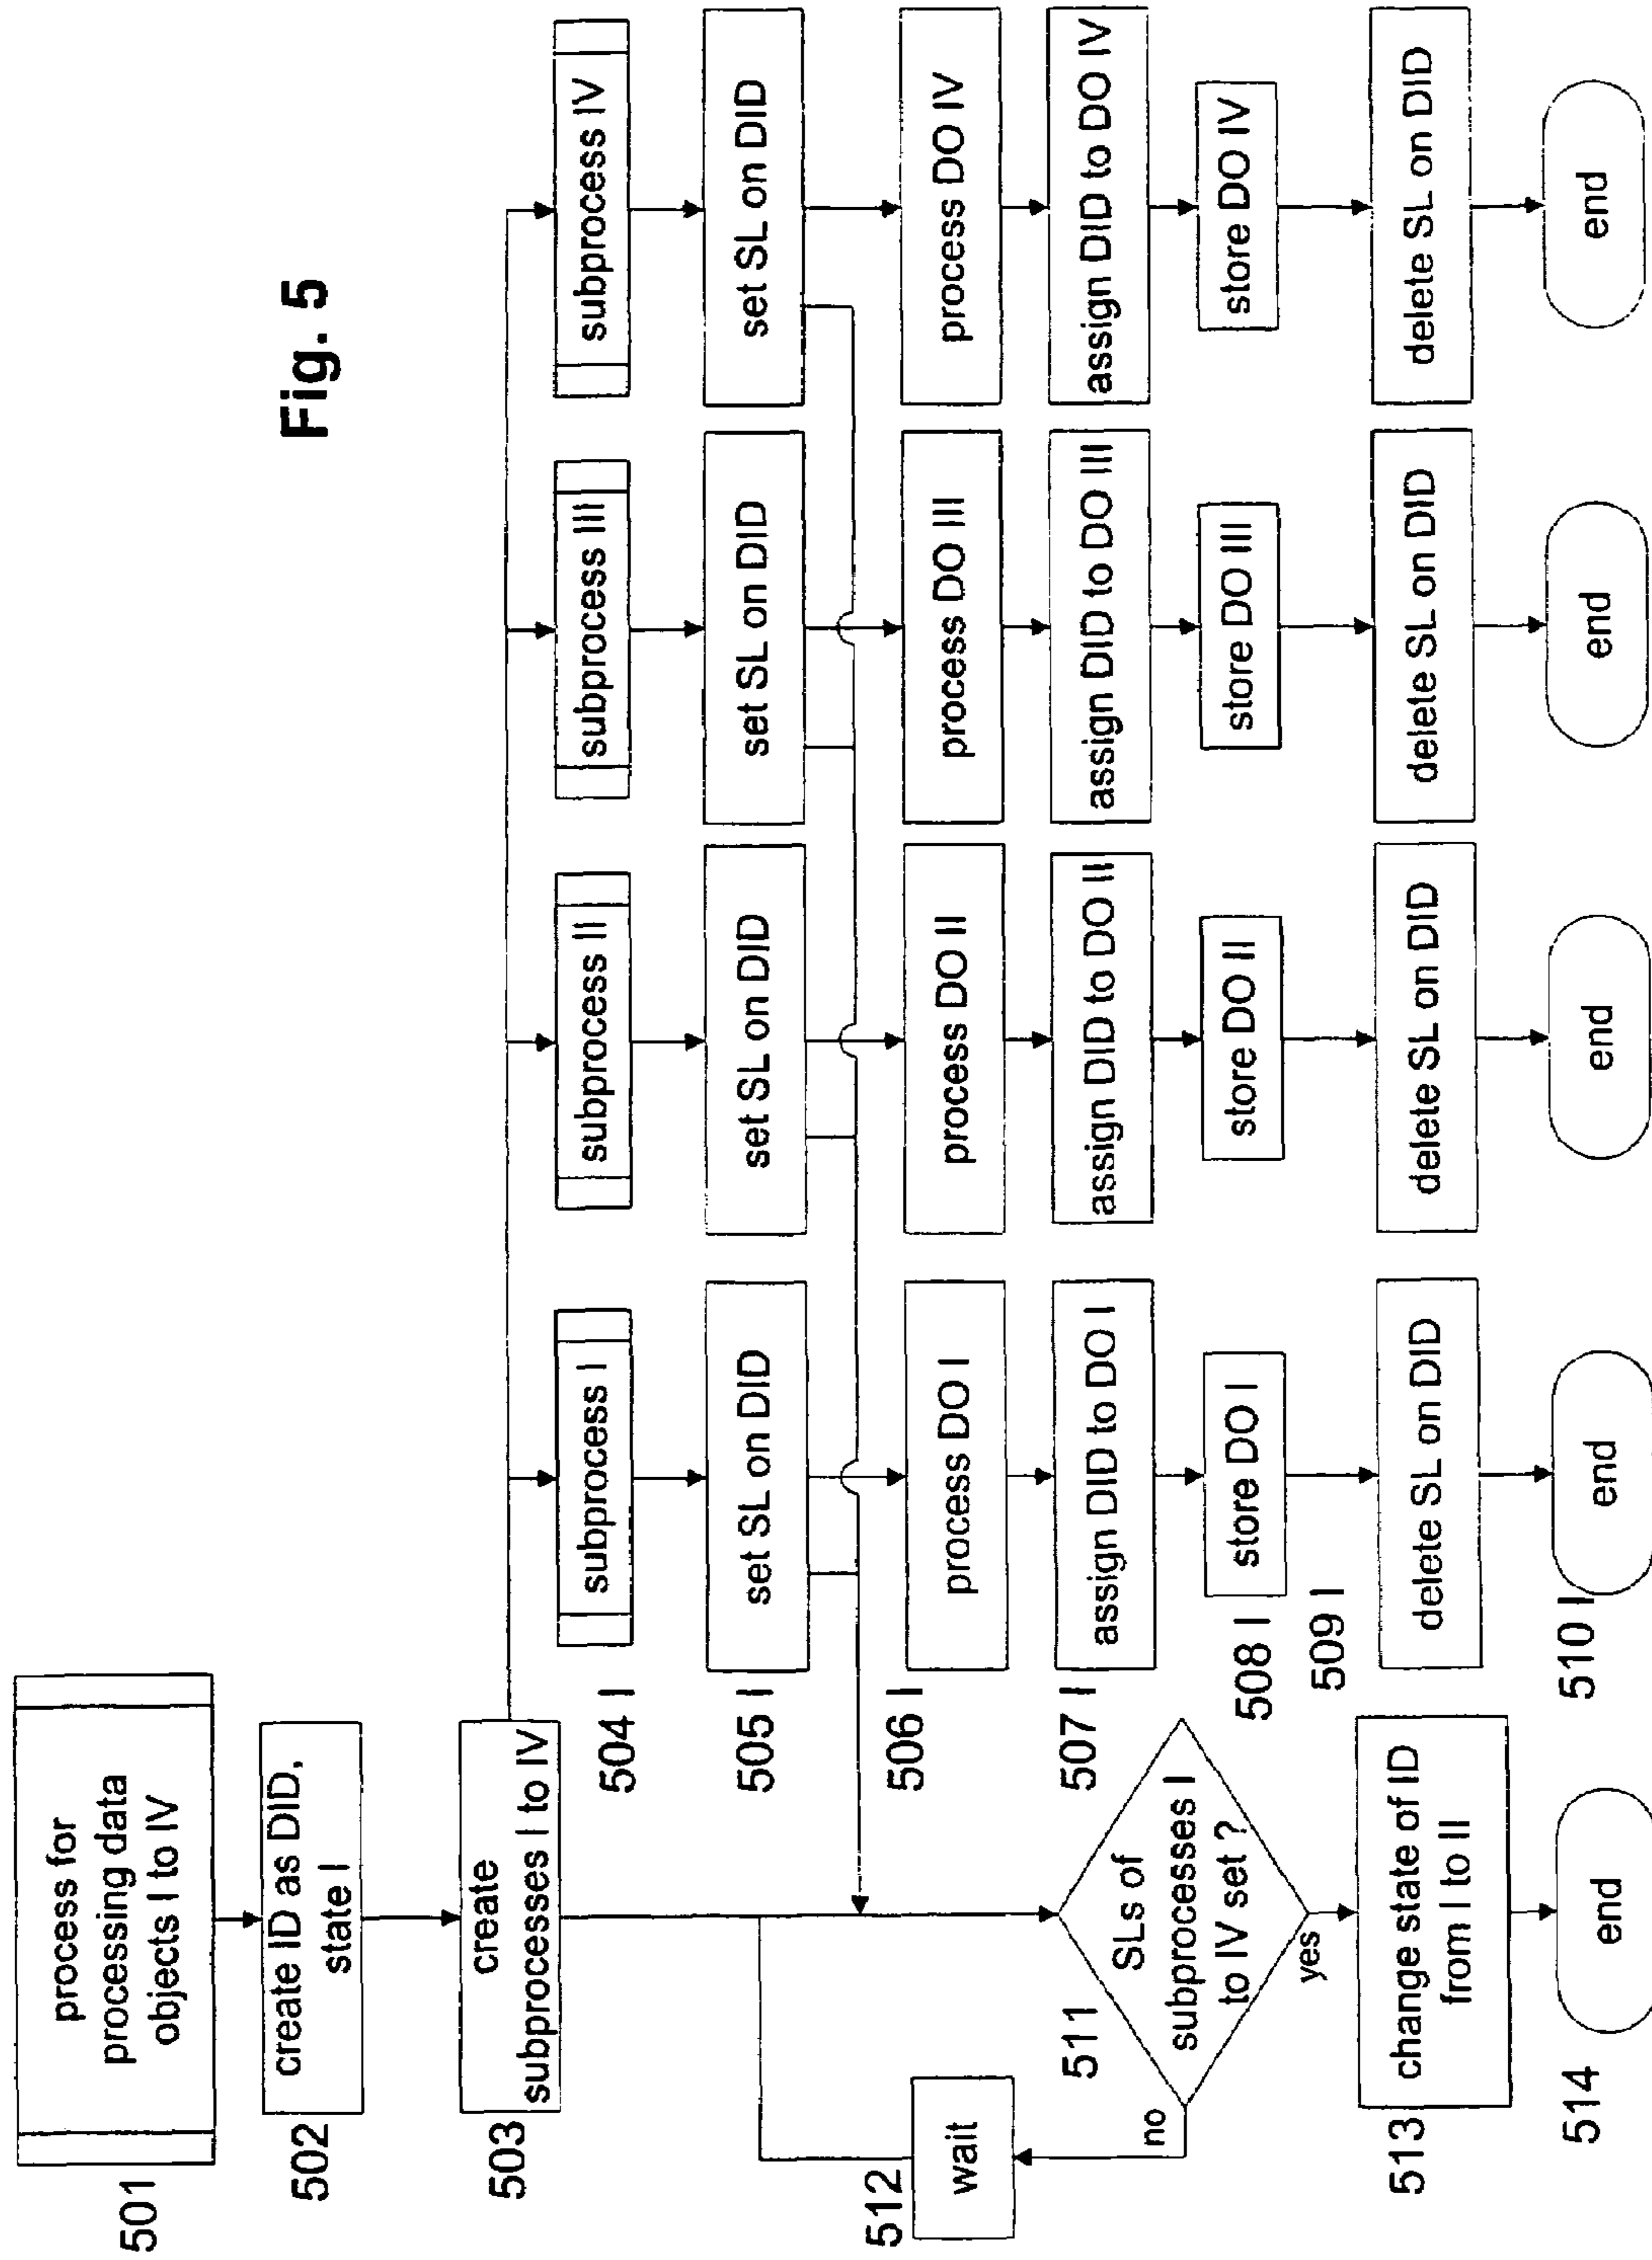 Fig. 5
501
process for
processing data
objects I to IV
502
create ID as DID,
state I
503
create
subprocesses I to IV
504 I
subprocess I
subprocess II
subprocess III
subprocess IV
505 I
set SL on DID
set SL on DID
set SL on DID
set SL on DID
506 I
process DO I
process DO II
process DO III
process DO IV
507 I
assign DID to DO I
assign DID to DO II
assign DID to DO III
assign DID to DO IV
508 I
store DO I
store DO II
store DO III
store DO IV
509 I
delete SL on DID
delete SL on DID
delete SL on DID
delete SL on DID
510 I
end
end
end
end
511
SLs of
subprocesses I
to IV set ?
no
yes
512
wait
513
change state of ID
from I to II
514
end